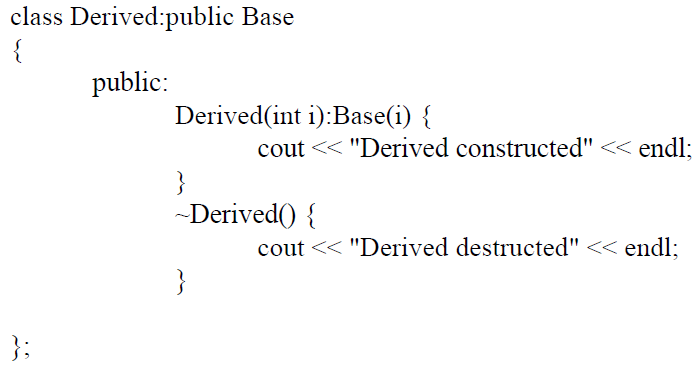 class Derived:public Base
{
public:
Derived(int i):Base(i) {
cout << "Derived constructed" << endl;
}
~Derived() {
cout << "Derived destructed" << endl;
}
};